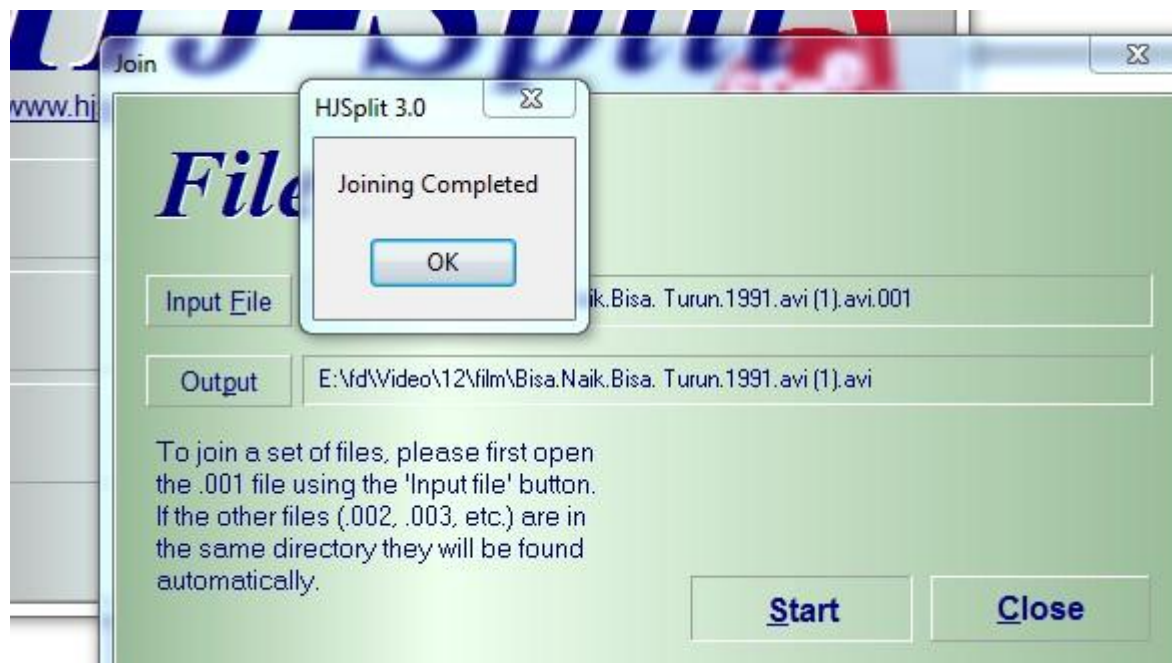 HJ-Split
Join
www.hj
HJSplit 3.0
File
Joining Completed
OK
Input File
ik.Bisa. Turun.1991.avi (1).avi.001
Output
E:\fd\Video\12\film\Bisa.Naik.Bisa. Turun.1991.avi (1).avi
To join a set of files, please first open
the .001 file using the 'Input file' button.
If the other files (.002, .003, etc.) are in
the same directory they will be found
automatically.
Start
Close